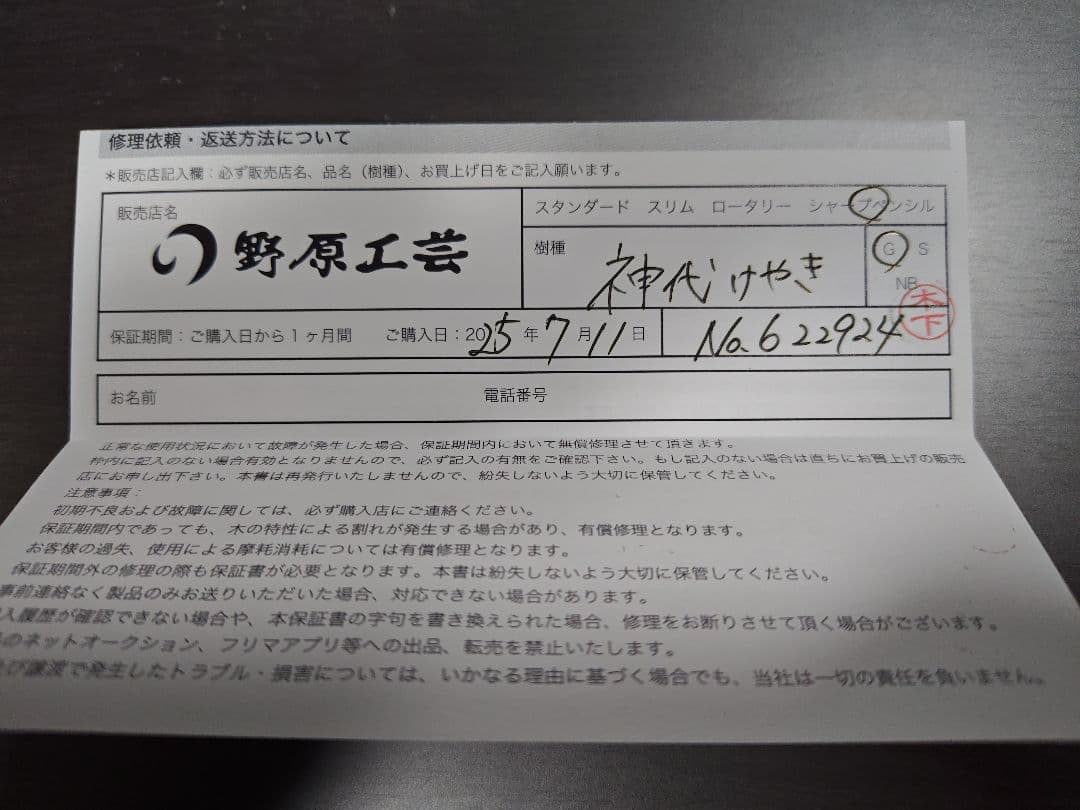 修理依頼・返送方法について
*販売店記入欄：必ず販売店名、品名（樹種）、お買上げ日をご記入願います。
販売店名
野原工芸
スタンダード スリム ロータリー シャープペンシル
樹種
神代けやき
G S
NB
木下
保証期間：ご購入日から1ヶ月間 ご購入日：2025年7月11日
No.622924
お名前 電話番号
正常な使用状況において故障が発生した場合、保証期間内において無償修理させて頂きます。
枠内に記入のない場合有効となりませんので、必ず記入の有無をご確認下さい。もし記入のない場合は直ちにお買上げの販売
店にお申し出下さい。本書は再発行いたしませんので、紛失しないよう大切に保管してください。
注意事項：
初期不良および故障に関しては、必ず購入店にご連絡ください。
保証期間内であっても、木の特性による割れが発生する場合があり、有償修理となります。
お客様の過失、使用による摩耗消耗については有償修理となります。
保証期間外の修理の際も保証書が必要となります。本書は紛失しないよう大切に保管してください。
事前連絡なく製品のみお送りいただいた場合、対応できない場合があります。
入履歴が確認できない場合や、本保証書の字句を書き換えられた場合、修理をお断りさせて頂く場合がございます。
のネットオークション、フリマアプリ等への出品、転売を禁止いたします。
び譲渡で発生したトラブル・損害については、いかなる理由に基づく場合でも、当社は一切の責任を負いません。